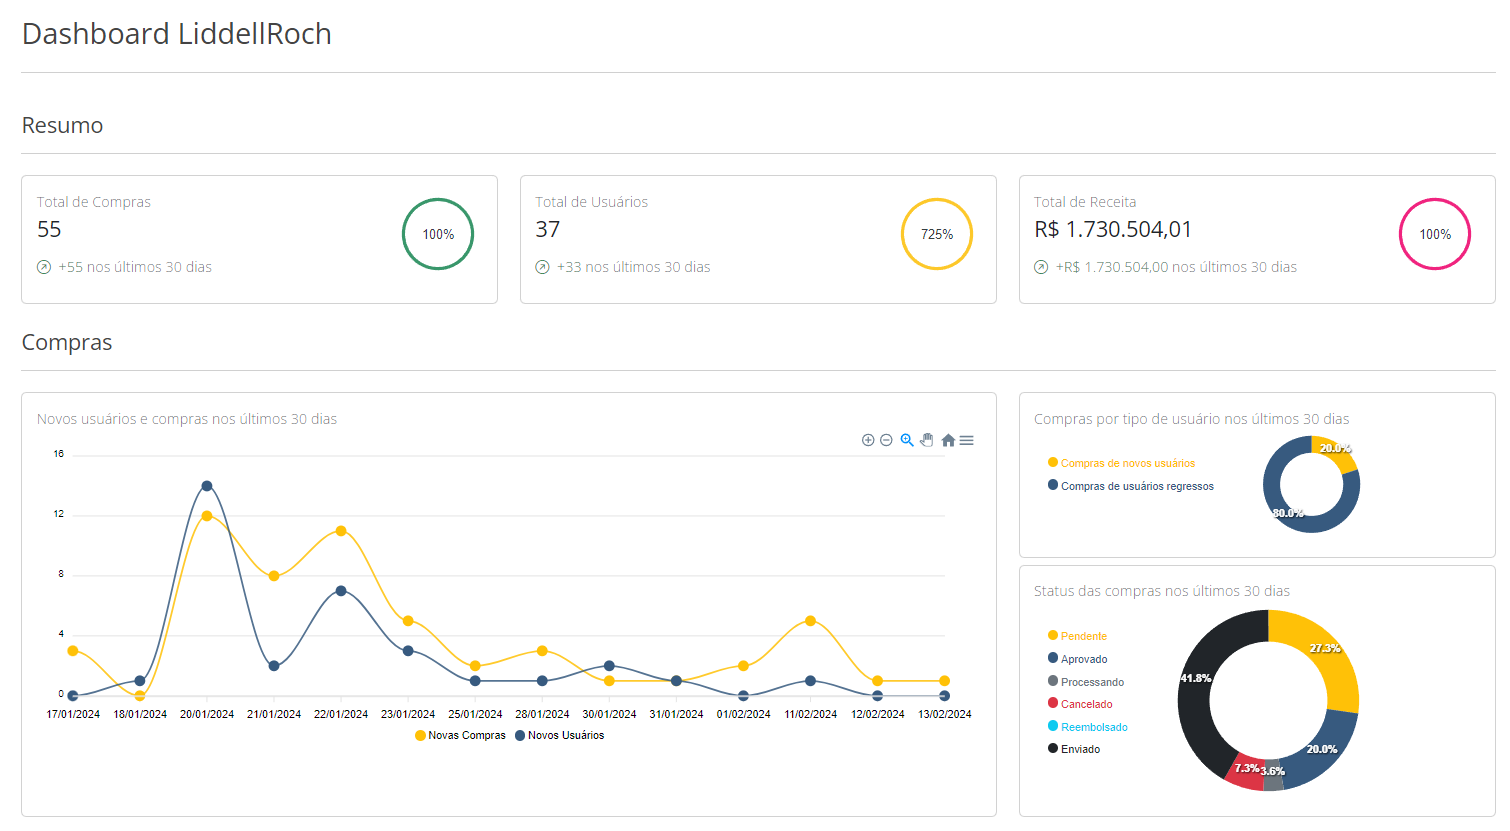 Dashboard LiddellRoch
Resumo
Total de Compras
55
+55 nos últimos 30 dias
100%
Total de Usuários
37
+33 nos últimos 30 dias
725%
Total de Receita
R$ 1.730.504,01
+R$ 1.730.504,00 nos últimos 30 dias
100%
Compras
Novos usuários e compras nos últimos 30 dias
16
12
8
4
0
17/01/2024 18/01/2024 20/01/2024 21/01/2024 22/01/2024 23/01/2024 25/01/2024 28/01/2024 30/01/2024 31/01/2024 01/02/2024 11/02/2024 12/02/2024 13/02/2024
Novas Compras Novos Usuários
Compras por tipo de usuário nos últimos 30 dias
Compras de novos usuários
Compras de usuários regressos
20.0%
80.0%
Status das compras nos últimos 30 dias
Pendente
Aprovado
Processando
Cancelado
Reembolsado
Enviado
27.3%
41.8%
20.0%
7.3%
3.6%